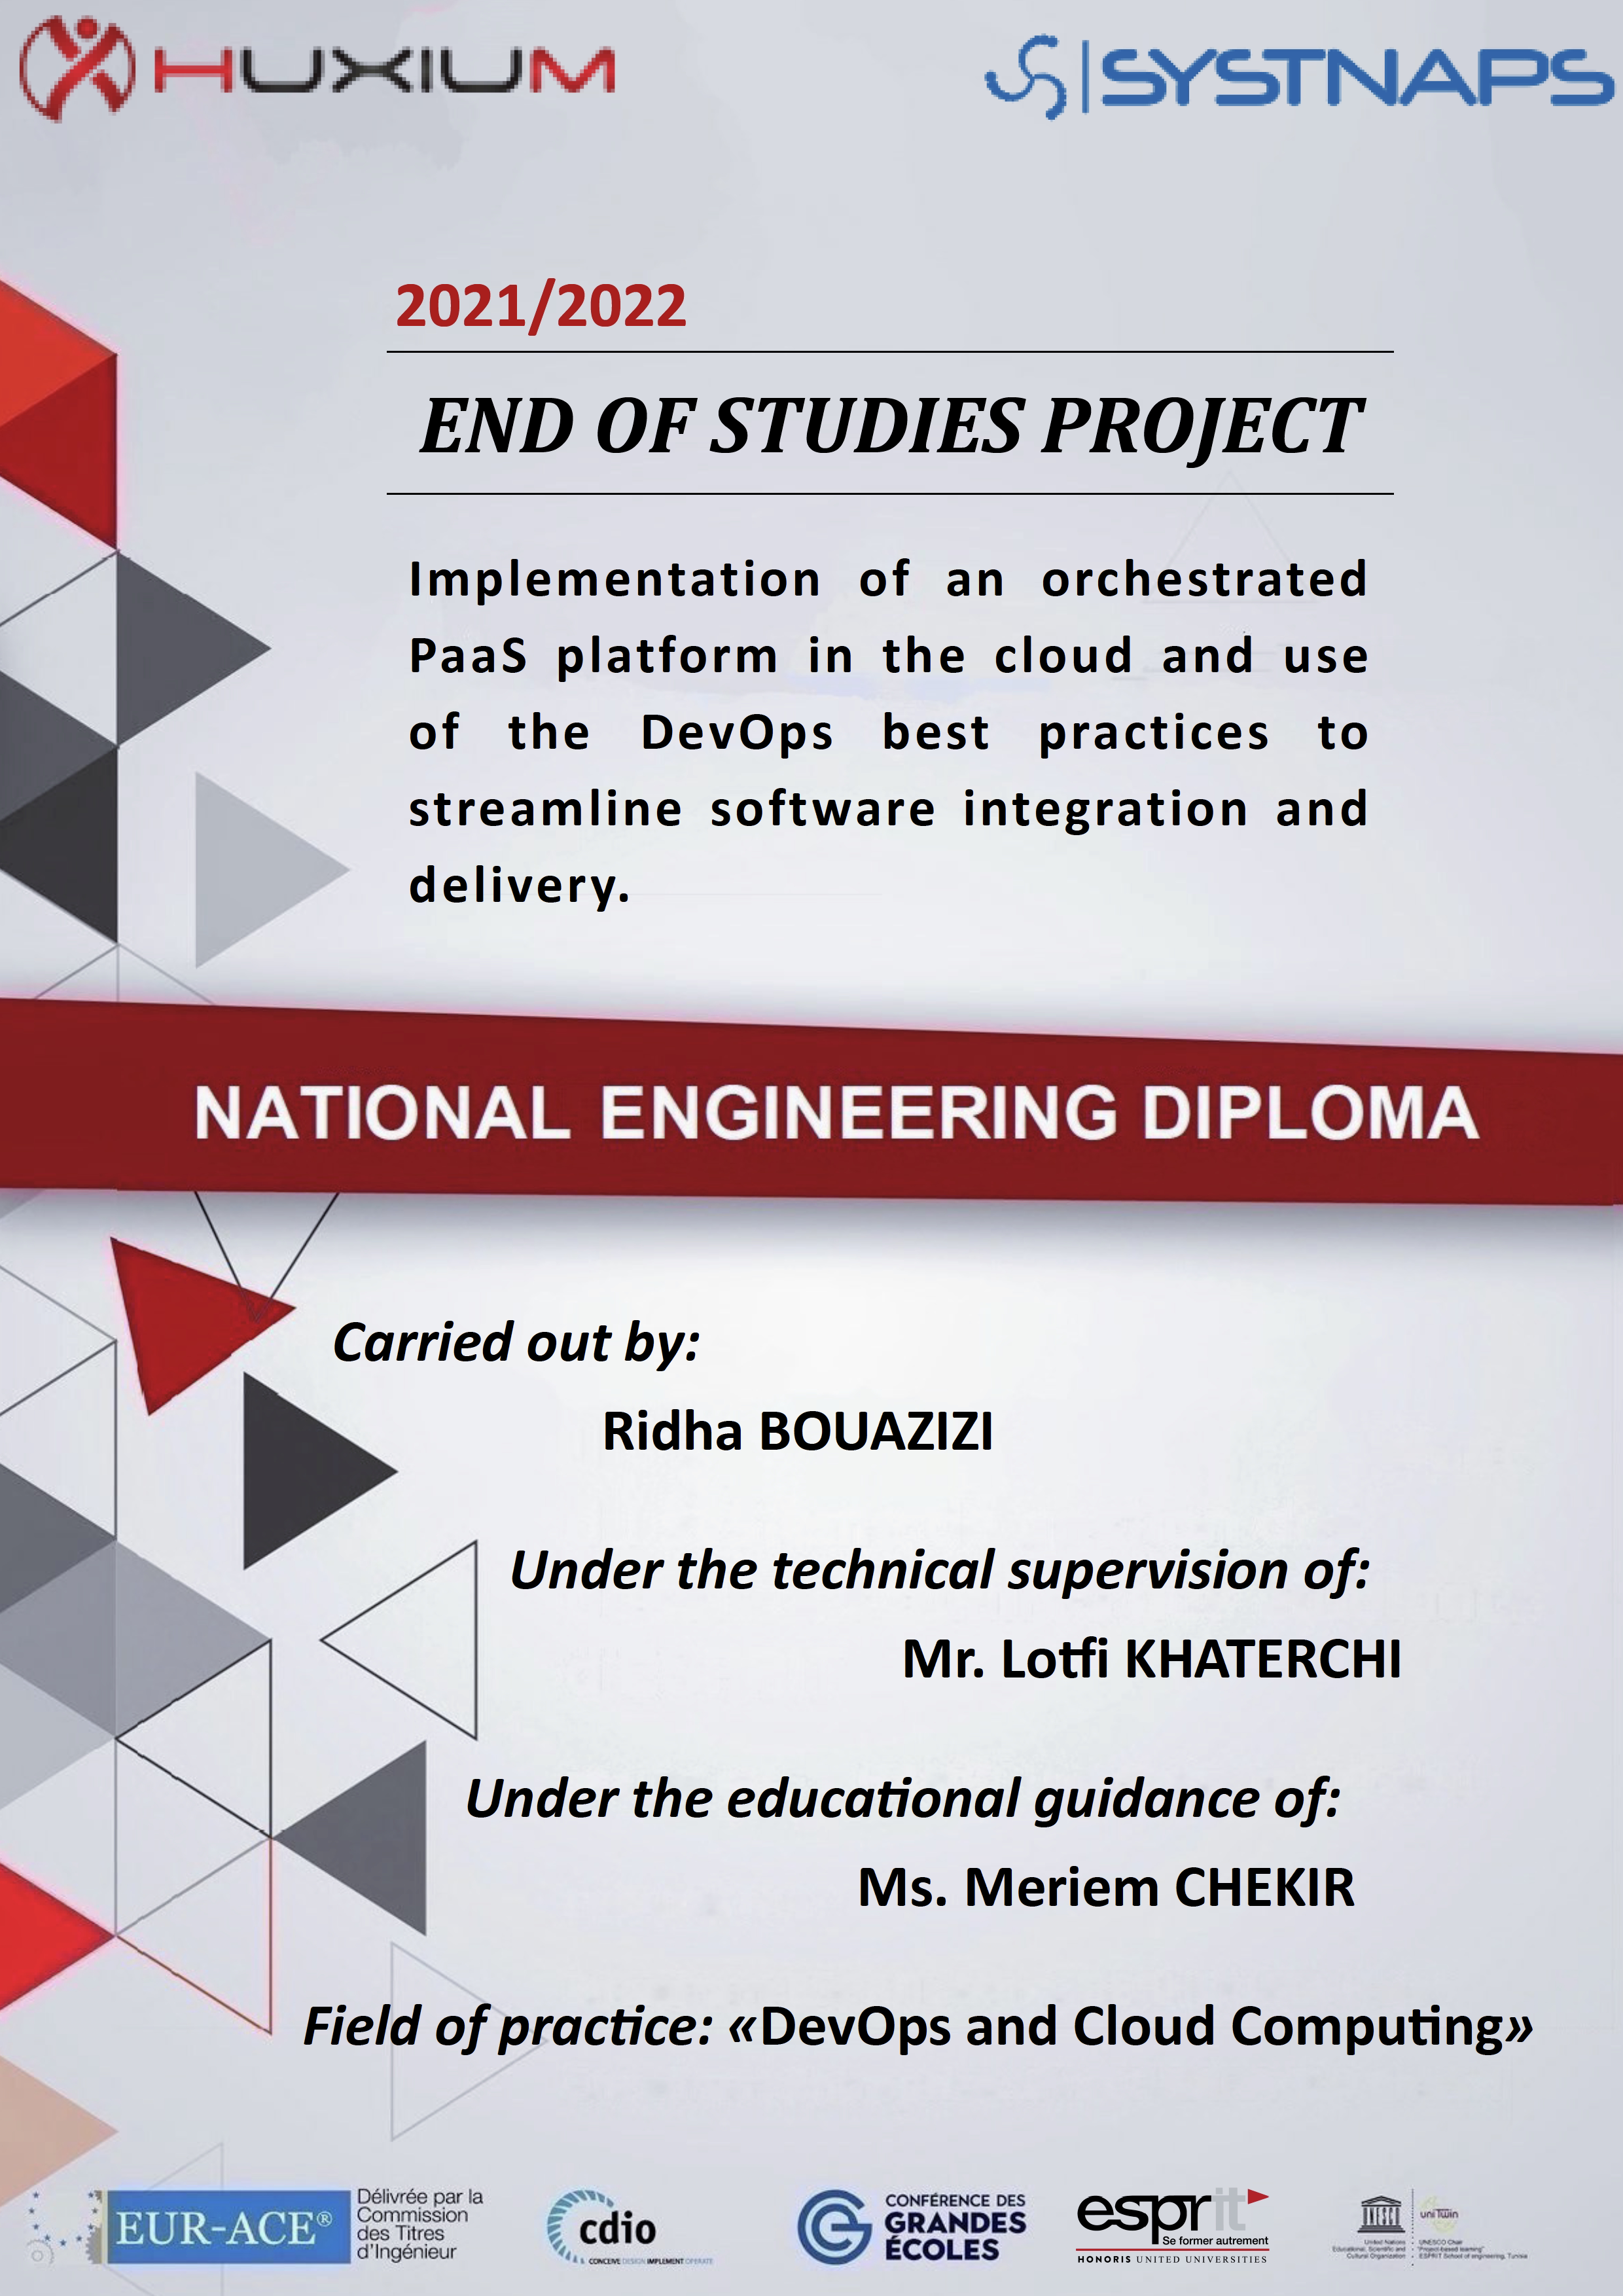 HUXIUM
SYSTNAPS
2021/2022
END OF STUDIES PROJECT
Implementation of an orchestrated
PaaS platform in the cloud and use
of the DevOps best practices to
streamline software integration and
delivery.
NATIONAL ENGINEERING DIPLOMA
Carried out by:
Ridha BOUAZIZI
Under the technical supervision of:
Mr. Lotfi KHATERCHI
Under the educational guidance of:
Ms. Meriem CHEKIR
Field of practice: «DevOps and Cloud Computing»
EUR-ACE®
Délivrée par la
Commission
des Titres
d'Ingénieur
cdio
CONCEIVE DESIGN IMPLEMENT OPERATE
CONFÉRENCE DES
GRANDES
ÉCOLES
esprit
Se former autrement
HONORIS UNITED UNIVERSITIES
uniTwin
United Nations
Educational, Scientific and
Cultural Organization
UNESCO Chair
"Project-based learning"
ESPRIT School of engineering, Tunisia